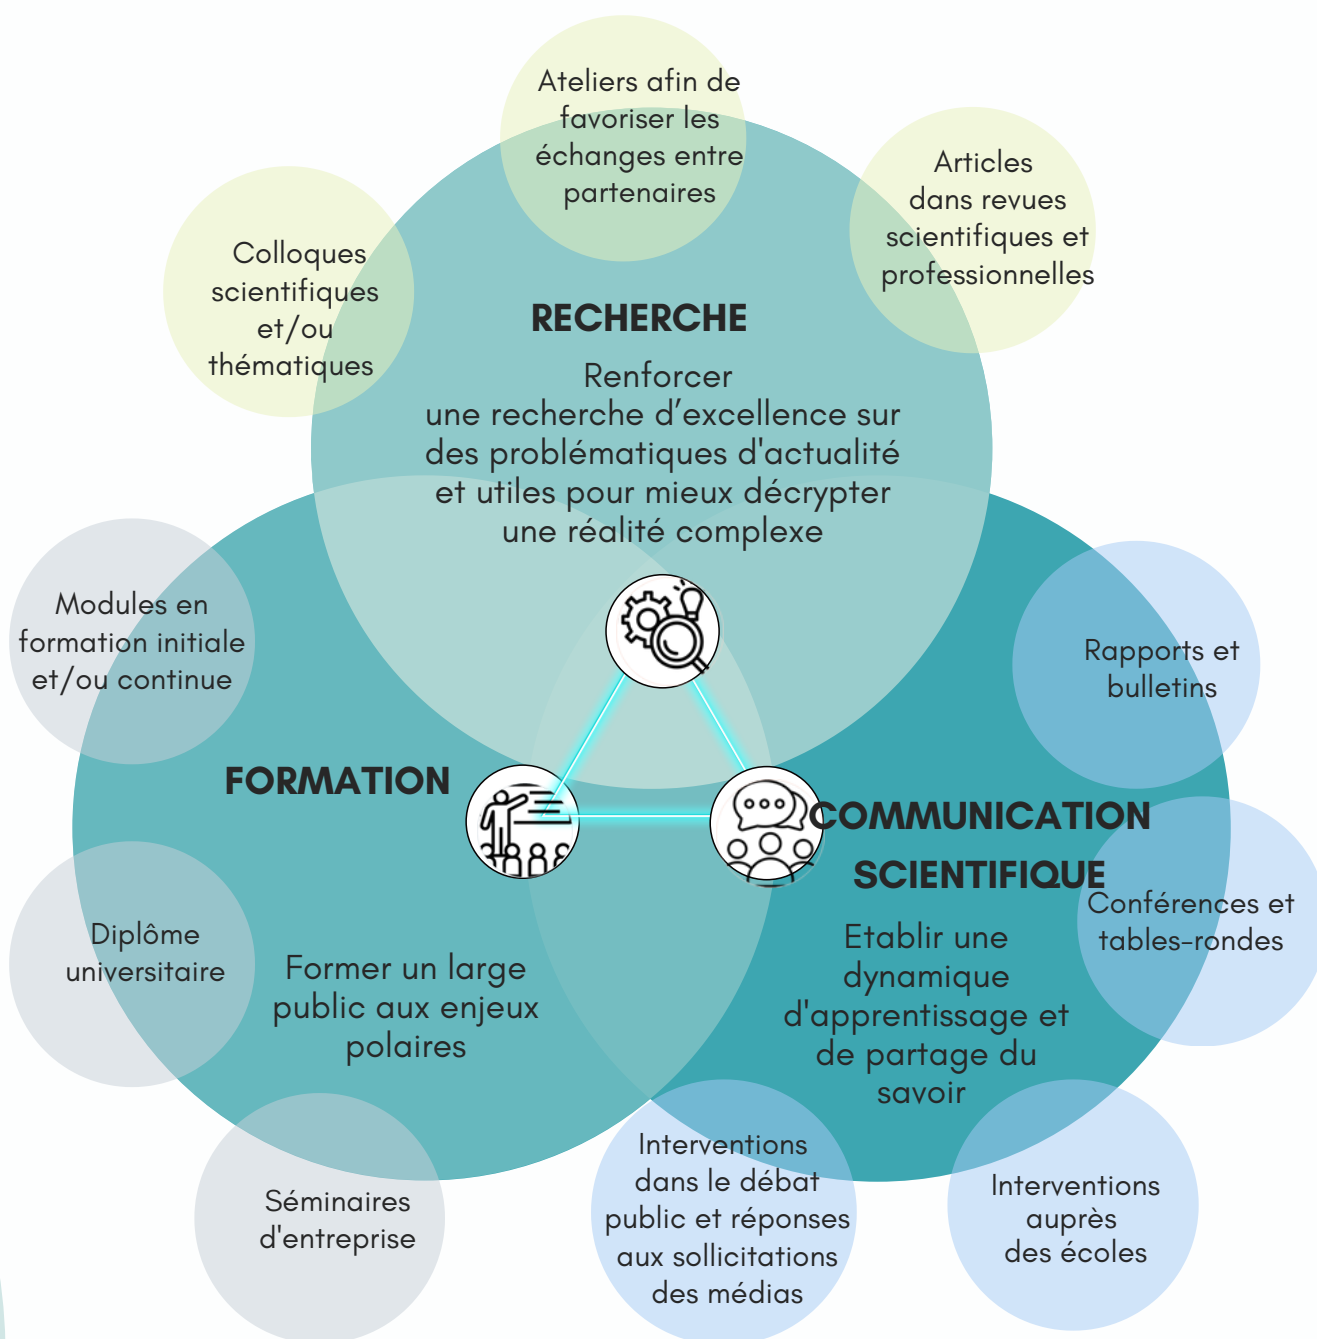 Ateliers afin de
favoriser les
échanges entre
partenaires
Articles
dans revues
scientifiques et
professionnelles
Colloques
scientifiques
et/ou
thématiques
RECHERCHE
Renforcer
une recherche d’excellence sur
des problématiques d'actualité
et utiles pour mieux décrypter
une réalité complexe
Modules en
formation initiale
et/ou continue
FORMATION
Diplôme
universitaire
Former un large
public aux enjeux
polaires
Séminaires
d'entreprise
Rapports et
bulletins
COMMUNICATION
SCIENTIFIQUE
Conférences et
tables-rondes
Etablir une
dynamique
d'apprentissage et
de partage du
savoir
Interventions
dans le débat
public et réponses
aux sollicitations
des médias
Interventions
auprès
des écoles